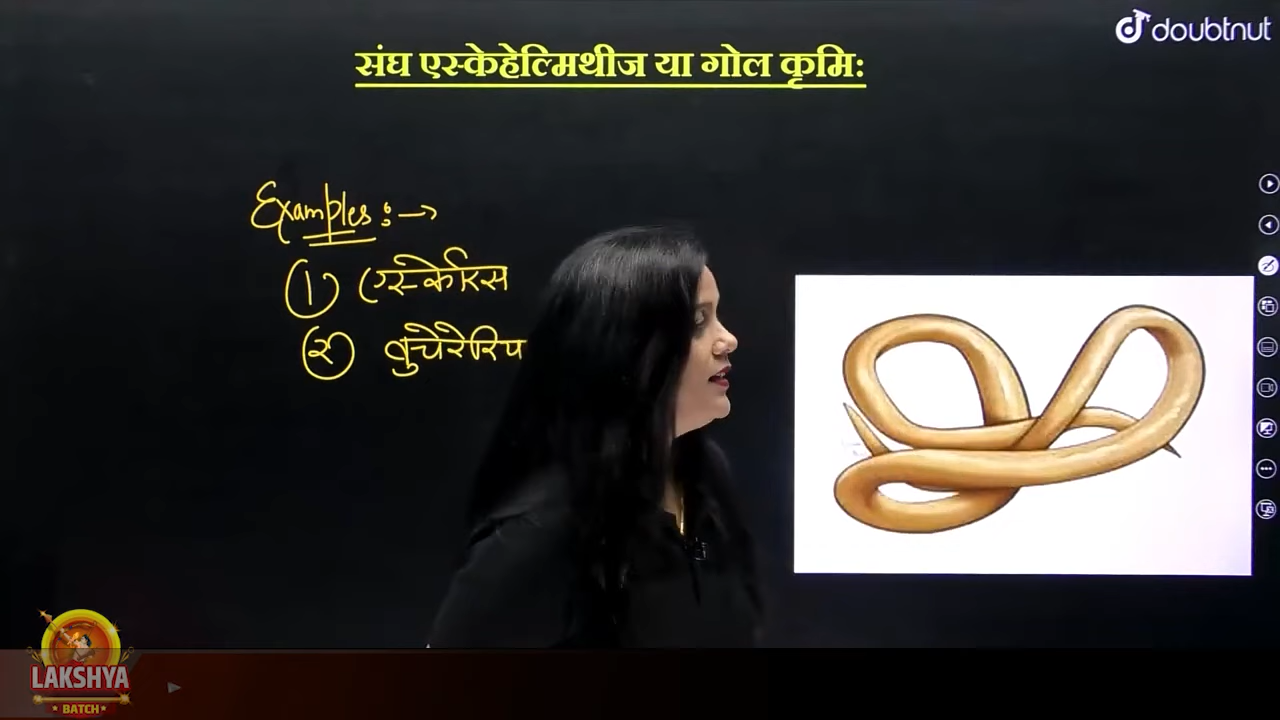 doubtnut
संघ एस्केहेल्मिथीज या गोल कृमि:
Examples :→
① एस्केरिस
② वुचेरेरिय
LAKSHYA
BATCH